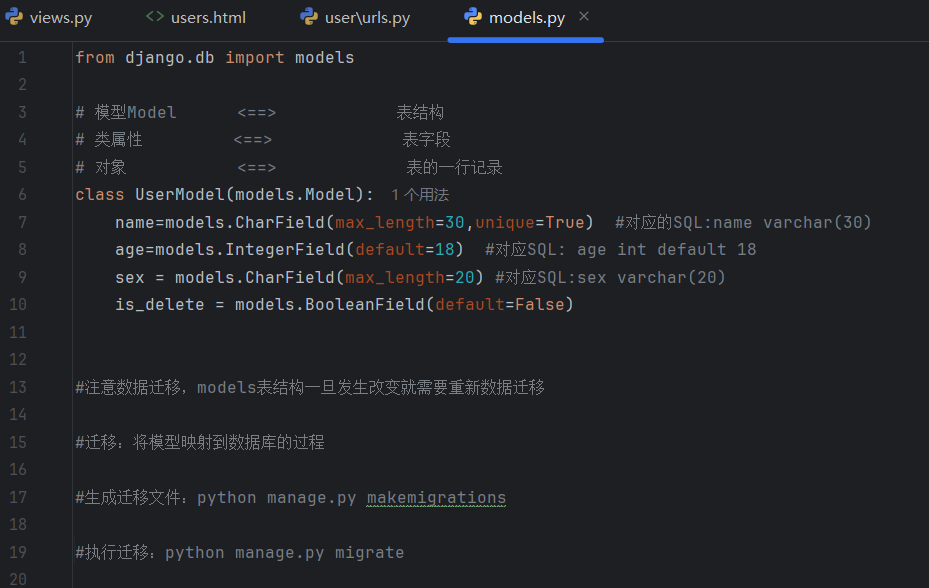 views.py users.html user\urls.py models.py
1 from django.db import models
2
3 # 模型Model <==> 表结构
4 # 类属性 <==> 表字段
5 # 对象 <==> 表的一行记录
6 class UserModel(models.Model): 1 个用法
7 name=models.CharField(max_length=30,unique=True) #对应的SQL:name varchar(30)
8 age=models.IntegerField(default=18) #对应SQL: age int default 18
9 sex = models.CharField(max_length=20) #对应SQL:sex varchar(20)
10 is_delete = models.BooleanField(default=False)
11
12
13 #注意数据迁移，models表结构一旦发生改变就需要重新数据迁移
14
15 #迁移：将模型映射到数据库的过程
16
17 #生成迁移文件：python manage.py makemigrations
18
19 #执行迁移：python manage.py migrate
20